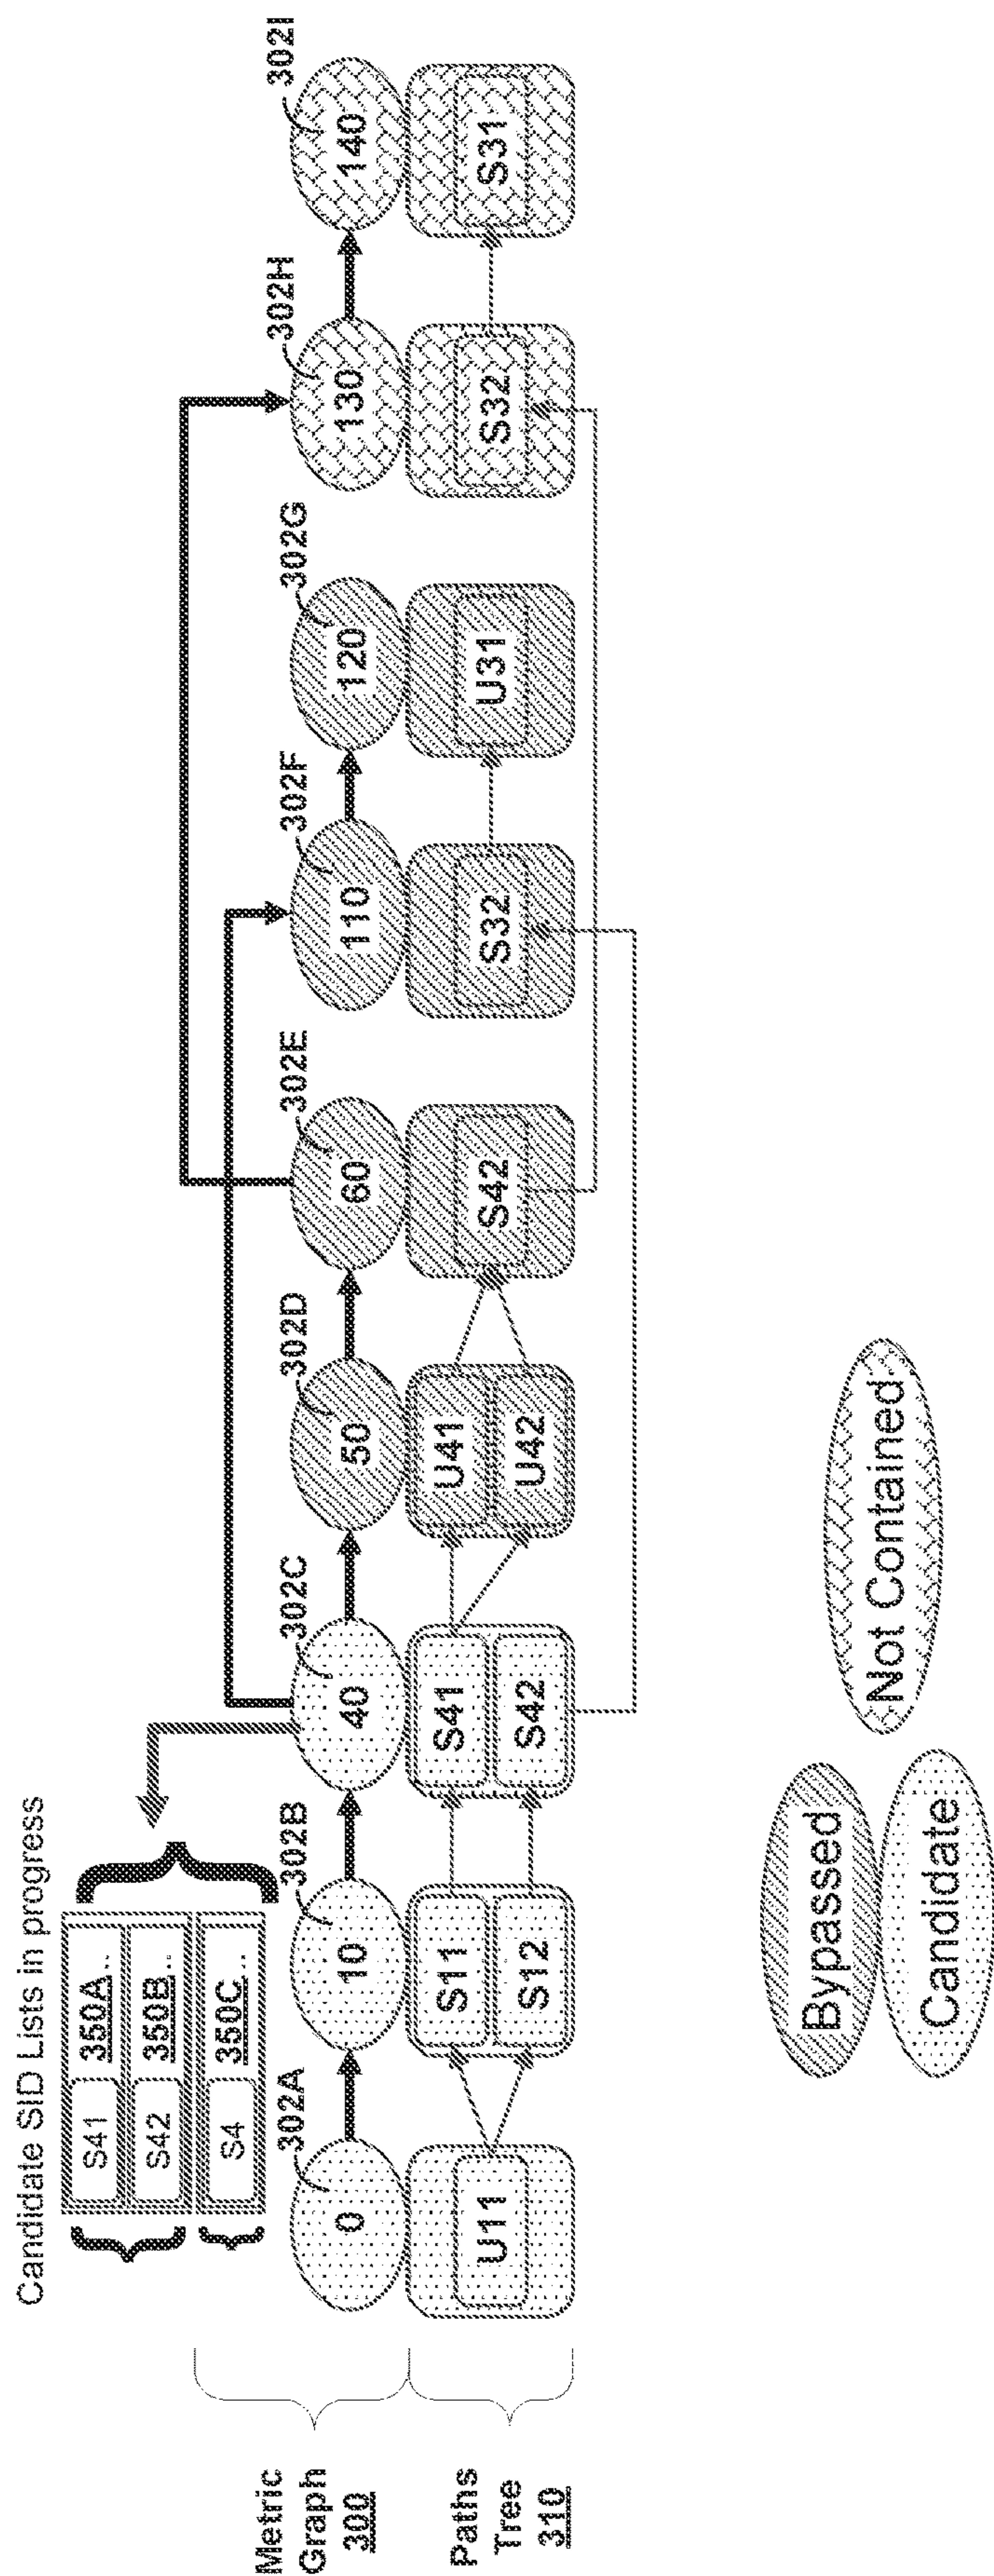 Candidate SID Lists in progress
S41 350A..
S42 350B..
S4 350C..
302A 302B 302C 302D 302E 302F 302G 302H 302I
Metric
Graph
300
0 10 40 50 60 110 120 130 140
Paths
Tree
310
U11 S11 S41 U41 S42 S32 U31 S32 S31
S12 S42 U42
Bypassed
Candidate
Not Contained